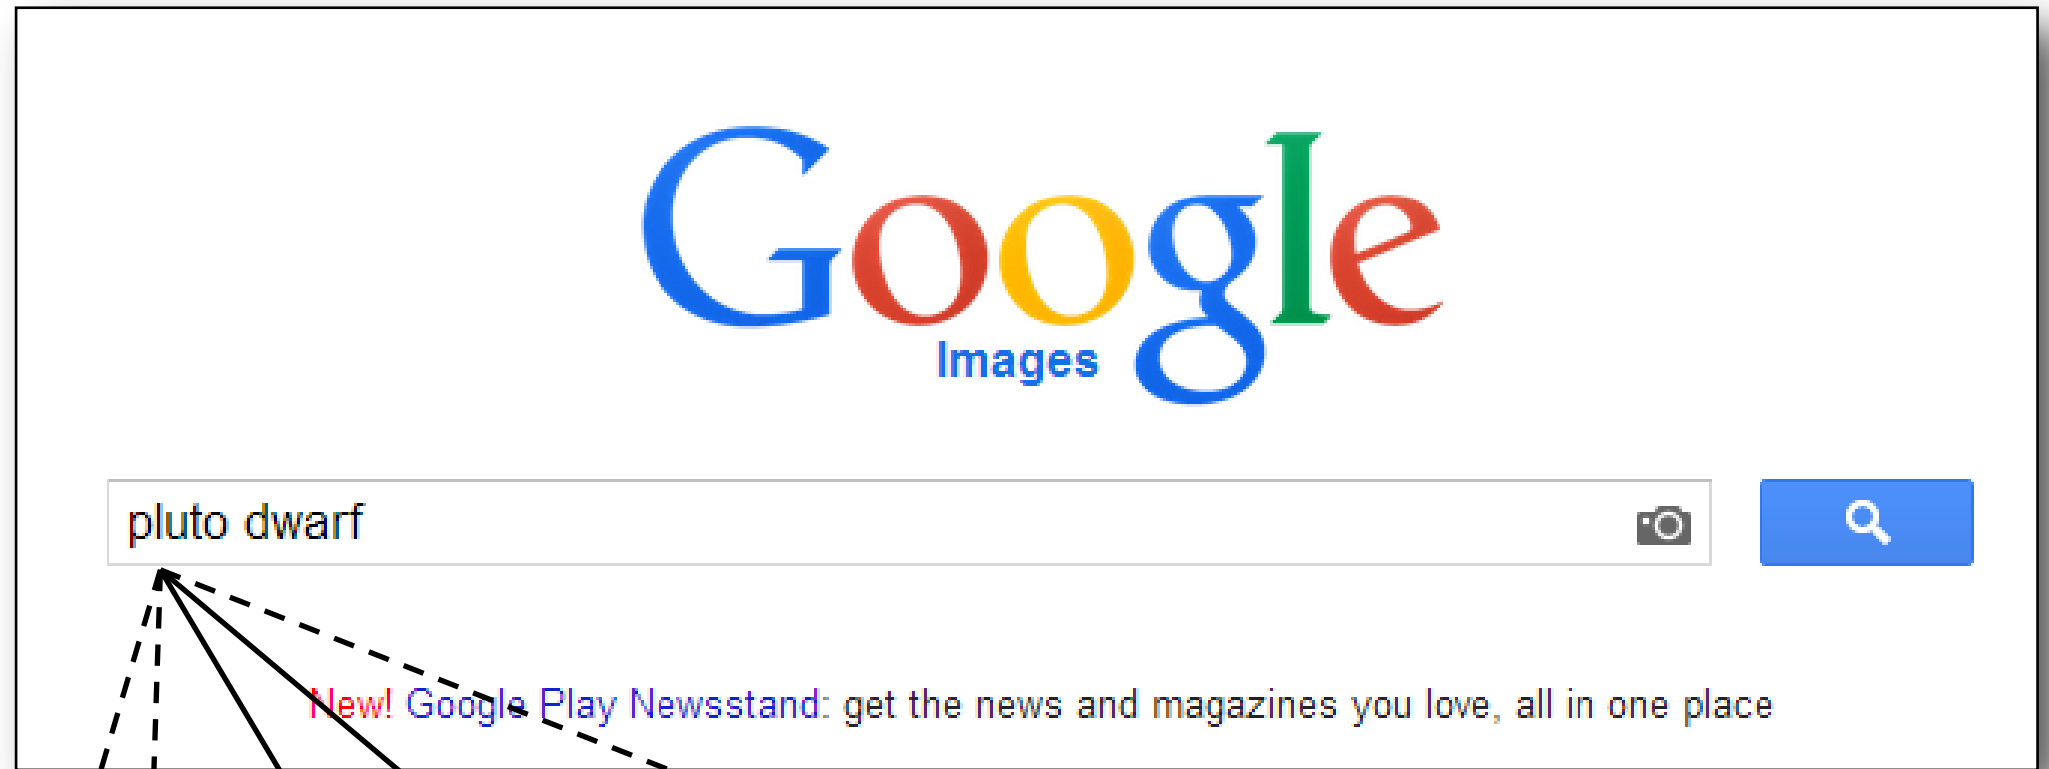 Google
Images
pluto dwarf
New! Google Play Newsstand: get the news and magazines you love, all in one place